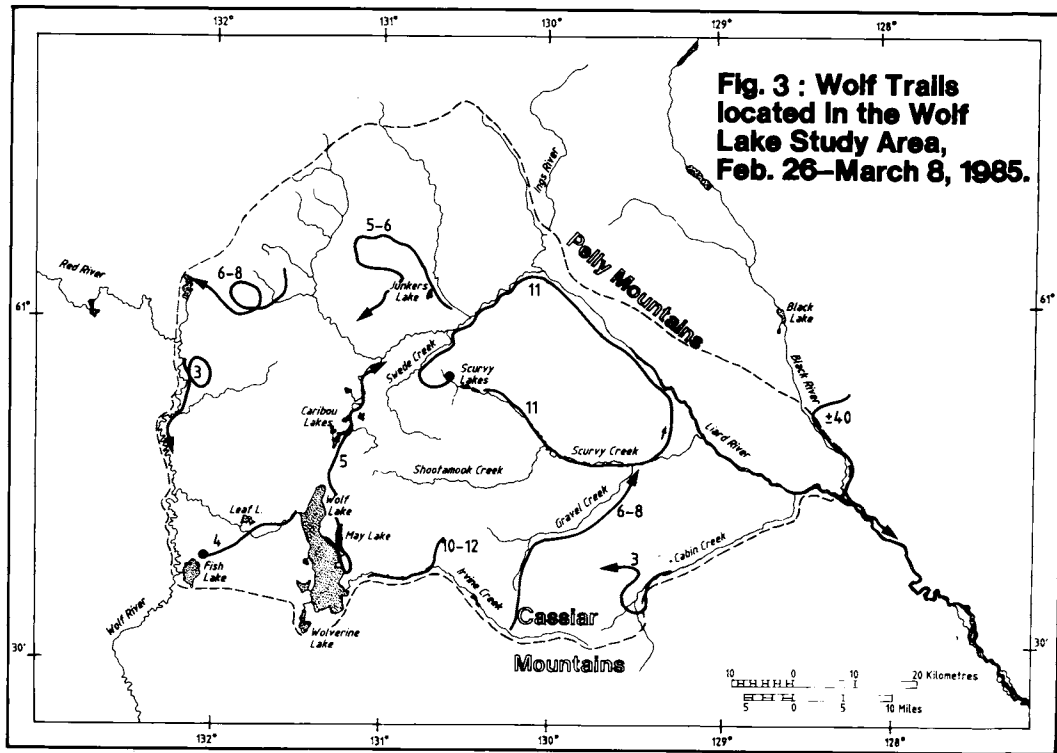 132°
131°
130°
129°
128°
Fig. 3 : Wolf Trails
located in the Wolf
Lake Study Area,
Feb. 26–March 8, 1985.
Ings River
5-6
Pelly Mountains
6-8
Junkers
Lake
Red River
61°
11
61°
Black
Lake
Swede Creek
Scurvy
Lakes
3
Black River
±40
Caribou
Lakes
11
Liard River
5
Scurvy Creek
Shootamook Creek
Gravel Creek
6-8
Wolf
Lake
Leaf L.
May Lake
4
10-12
3
Cabin Creek
Fish
Lake
Irvine Creek
Cassiar
Mountains
Wolf River
Wolverine
Lake
30'
30'
10 0 10 20 Kilometres
5 0 5 10 Miles
132°
131°
130°
128°
128°